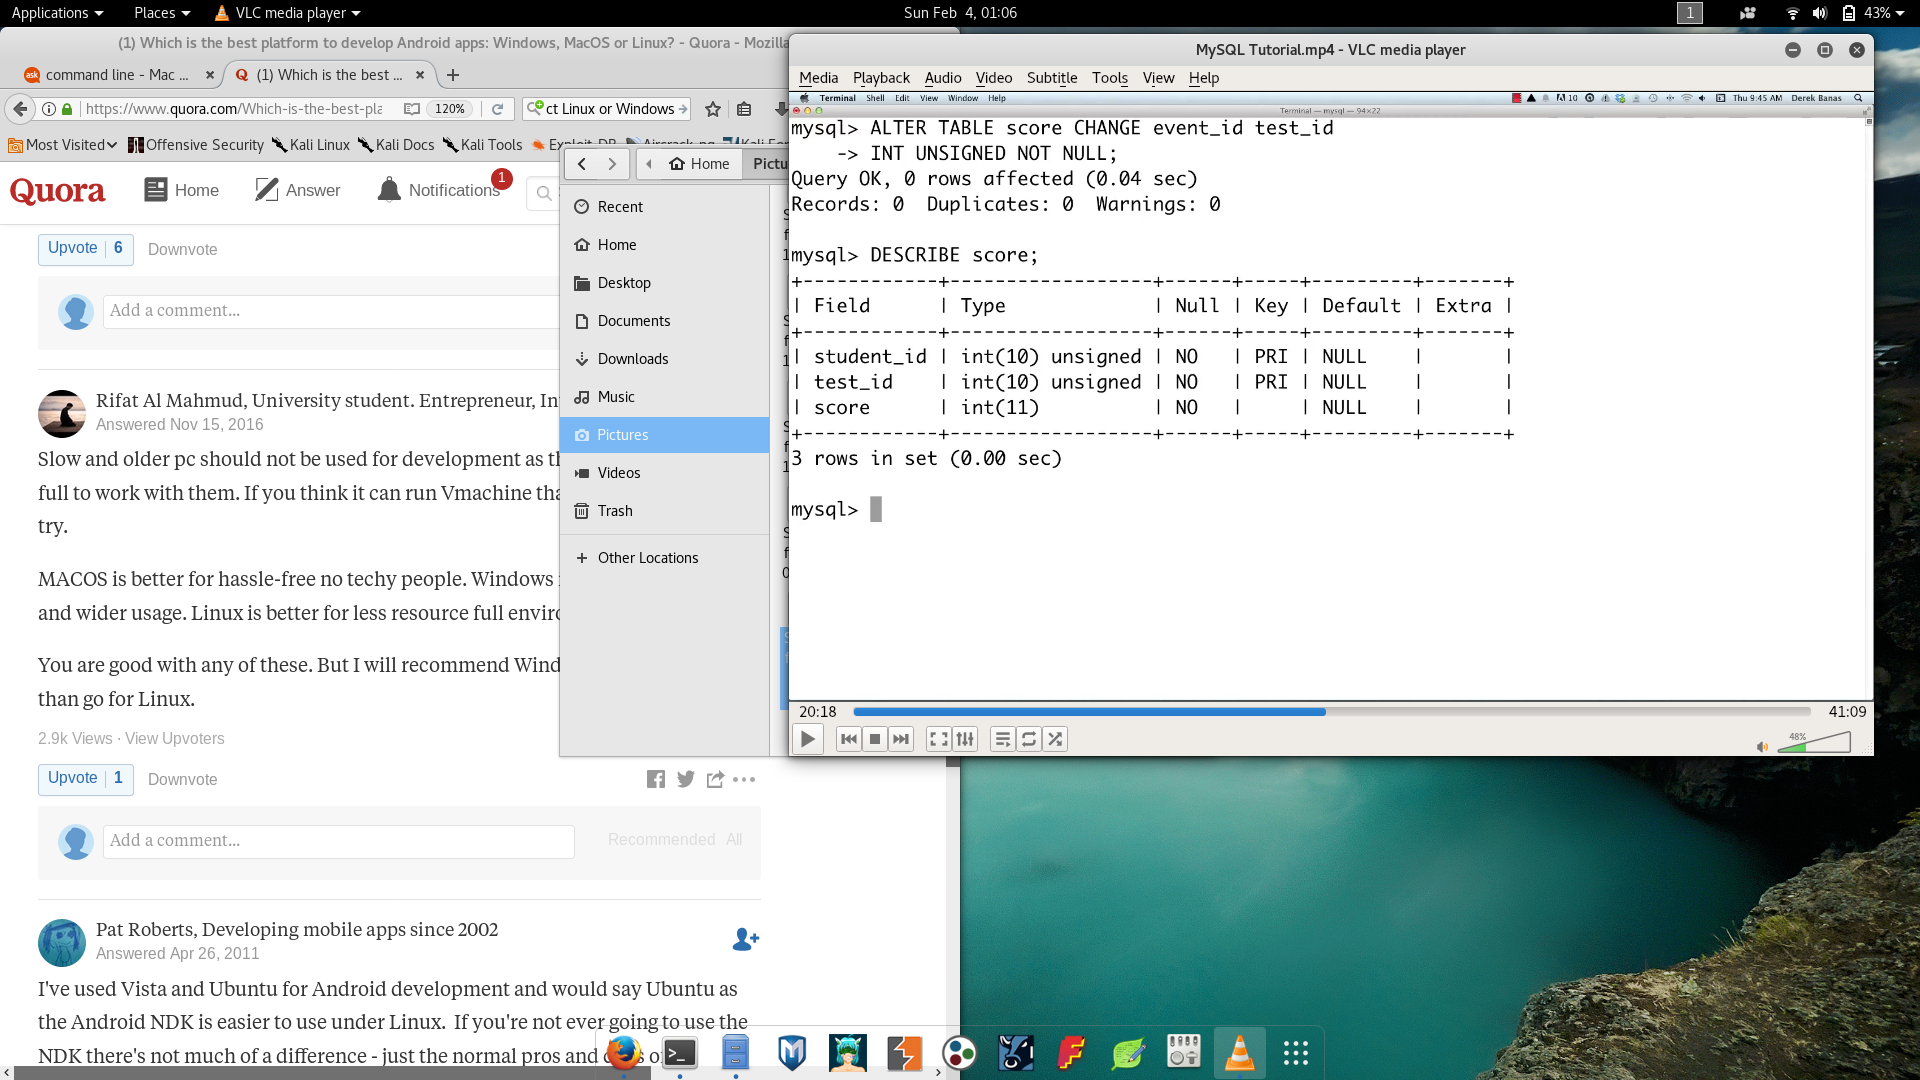 Applications Places VLC media player Sun Feb 4, 01:06 1 43%
(1) Which is the best platform to develop Android apps: Windows, MacOS or Linux? - Quora - Mozilla
command line - Mac ...
(1) Which is the best ...
https://www.quora.com/Which-is-the-best-pla 120% ct Linux or Windows
Most Visited Offensive Security Kali Linux Kali Docs Kali Tools Exploit-DB Aircrack-ng
Quora Home Answer Notifications 1
Upvote 6 Downvote
Add a comment...
Rifat Al Mahmud, University student. Entrepreneur, In
Answered Nov 15, 2016
Slow and older pc should not be used for development as th
full to work with them. If you think it can run Vmachine tha
try.
MACOS is better for hassle-free no techy people. Windows
and wider usage. Linux is better for less resource full enviro
You are good with any of these. But I will recommend Wind
than go for Linux.
2.9k Views · View Upvoters
Upvote 1 Downvote
Add a comment...
Recommended All
Pat Roberts, Developing mobile apps since 2002
Answered Apr 26, 2011
I've used Vista and Ubuntu for Android development and would say Ubuntu as
the Android NDK is easier to use under Linux. If you're not ever going to use the
NDK there's not much of a difference - just the normal pros and
Home Pictu
Recent
Home
Desktop
Documents
Downloads
Music
Pictures
Videos
Trash
+ Other Locations
MySQL Tutorial.mp4 - VLC media player
Media Playback Audio Video Subtitle Tools View Help
Terminal Shell Edit View Window Help 10 Thu 9:45 AM Derek Banas
Terminal — mysql — 94×22
mysql> ALTER TABLE score CHANGE event_id test_id
    -> INT UNSIGNED NOT NULL;
Query OK, 0 rows affected (0.04 sec)
Records: 0  Duplicates: 0  Warnings: 0
mysql> DESCRIBE score;
+------------+------------------+------+-----+---------+-------+
| Field      | Type             | Null | Key | Default | Extra |
+------------+------------------+------+-----+---------+-------+
| student_id | int(10) unsigned | NO   | PRI | NULL    |       |
| test_id    | int(10) unsigned | NO   | PRI | NULL    |       |
| score      | int(11)          | NO   |     | NULL    |       |
+------------+------------------+------+-----+---------+-------+
3 rows in set (0.00 sec)
mysql>
20:18 41:09
48%